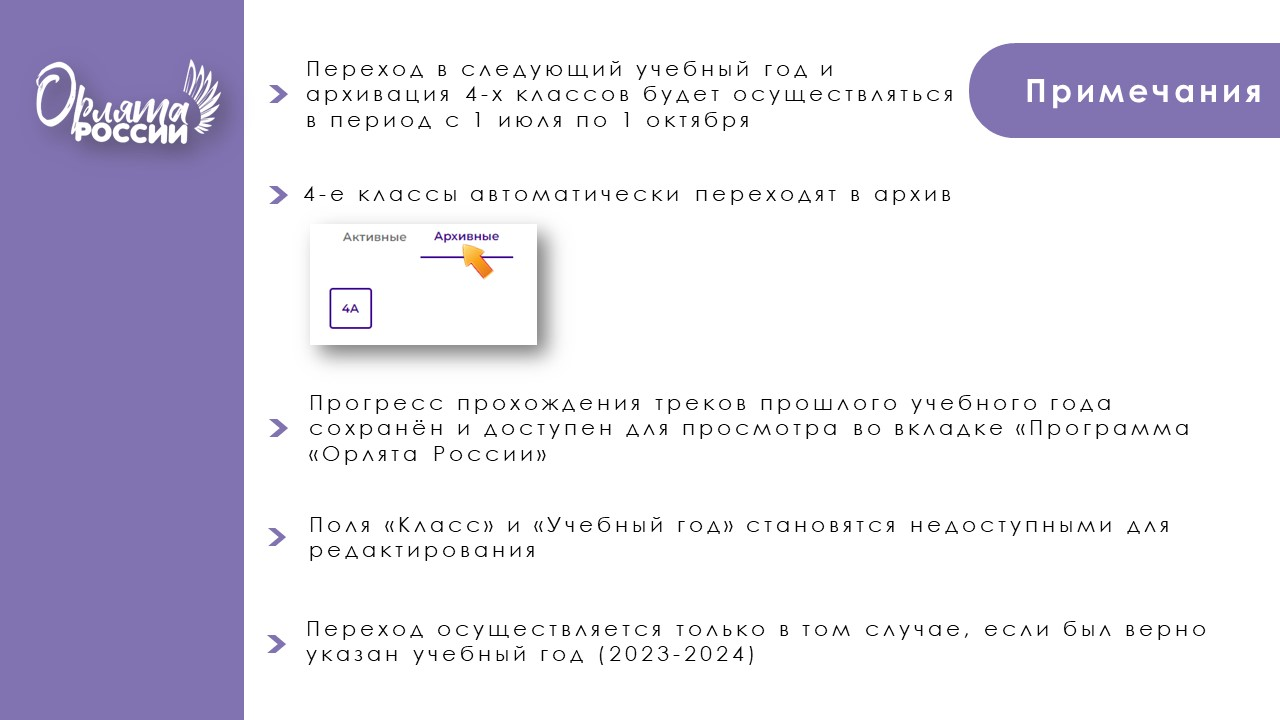 Орлята
РОССИИ
Примечания
Переход в следующий учебный год и
архивация 4-х классов будет осуществляться
в период с 1 июля по 1 октября
4-е классы автоматически переходят в архив
Активные Архивные
4А
Прогресс прохождения треков прошлого учебного года
сохранён и доступен для просмотра во вкладке «Программа
«Орлята России»
Поля «Класс» и «Учебный год» становятся недоступными для
редактирования
Переход осуществляется только в том случае, если был верно
указан учебный год (2023-2024)